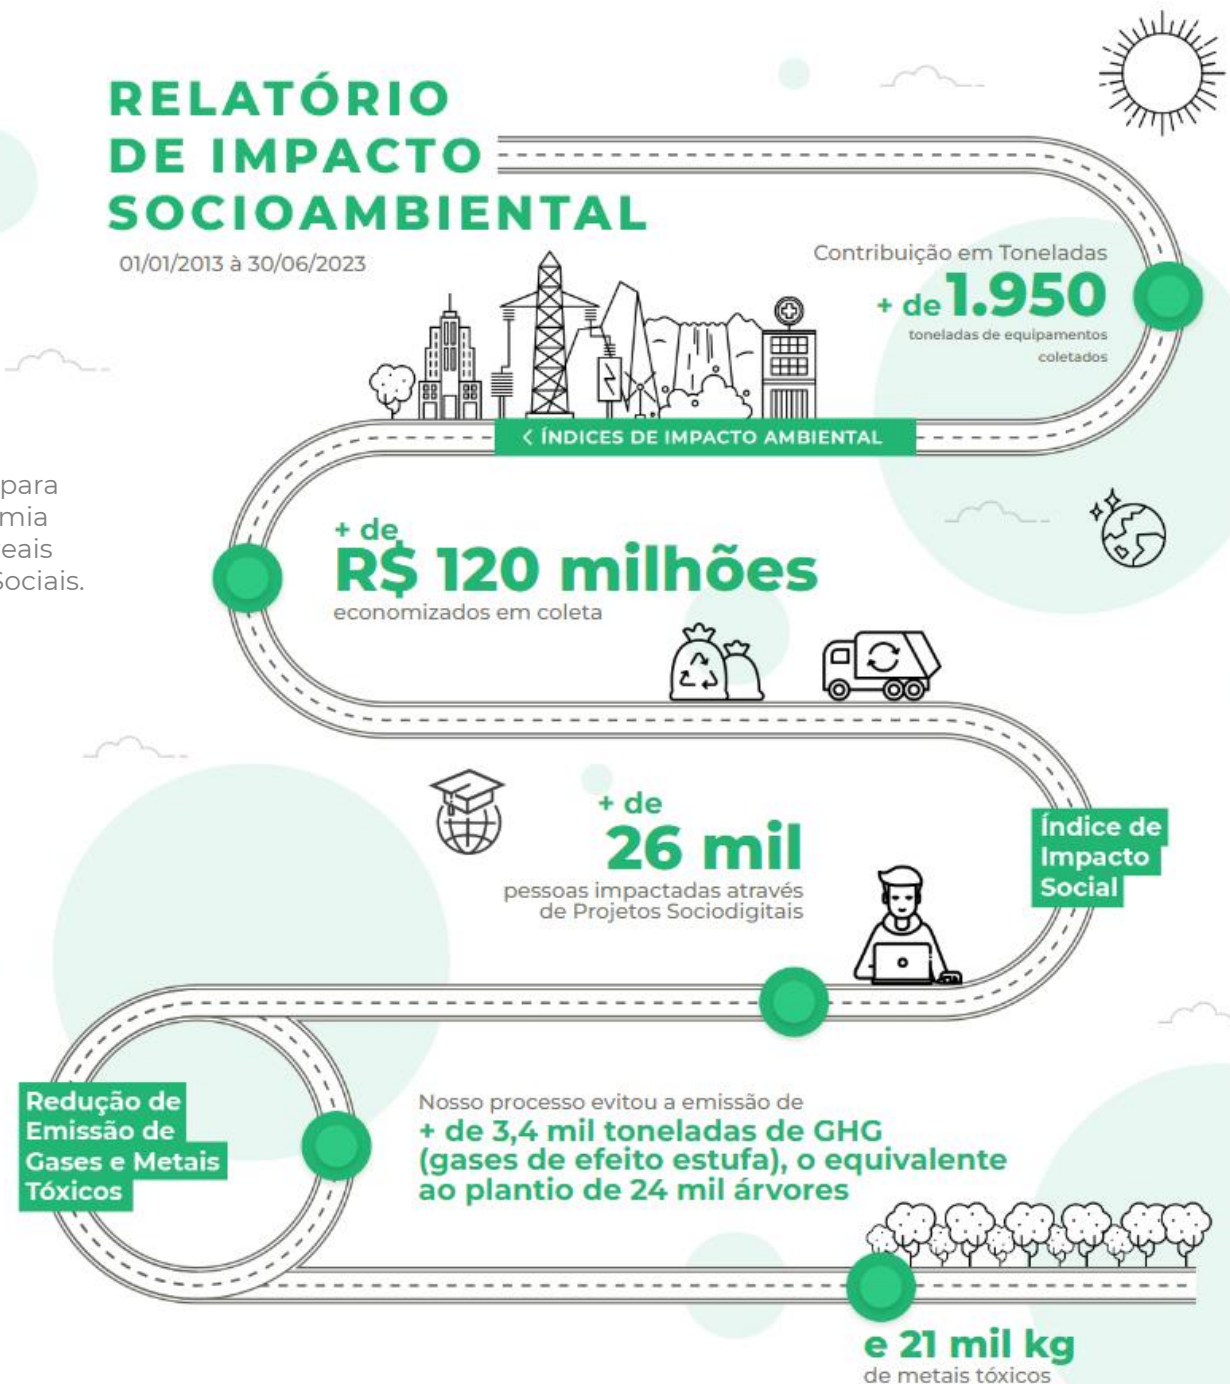 RELATÓRIO
DE IMPACTO
SOCIOAMBIENTAL
01/01/2013 à 30/06/2023
Contribuição em Toneladas
+ de 1.950
toneladas de equipamentos
coletados
< ÍNDICES DE IMPACTO AMBIENTAL
para
mia
eais
Sociais.
+ de
R$ 120 milhões
economizados em coleta
+ de
26 mil
pessoas impactadas através
de Projetos Sociodigitais
Índice de
Impacto
Social
Redução de
Emissão de
Gases e Metais
Tóxicos
Nosso processo evitou a emissão de
+ de 3,4 mil toneladas de GHG
(gases de efeito estufa), o equivalente
ao plantio de 24 mil árvores
e 21 mil kg
de metais tóxicos